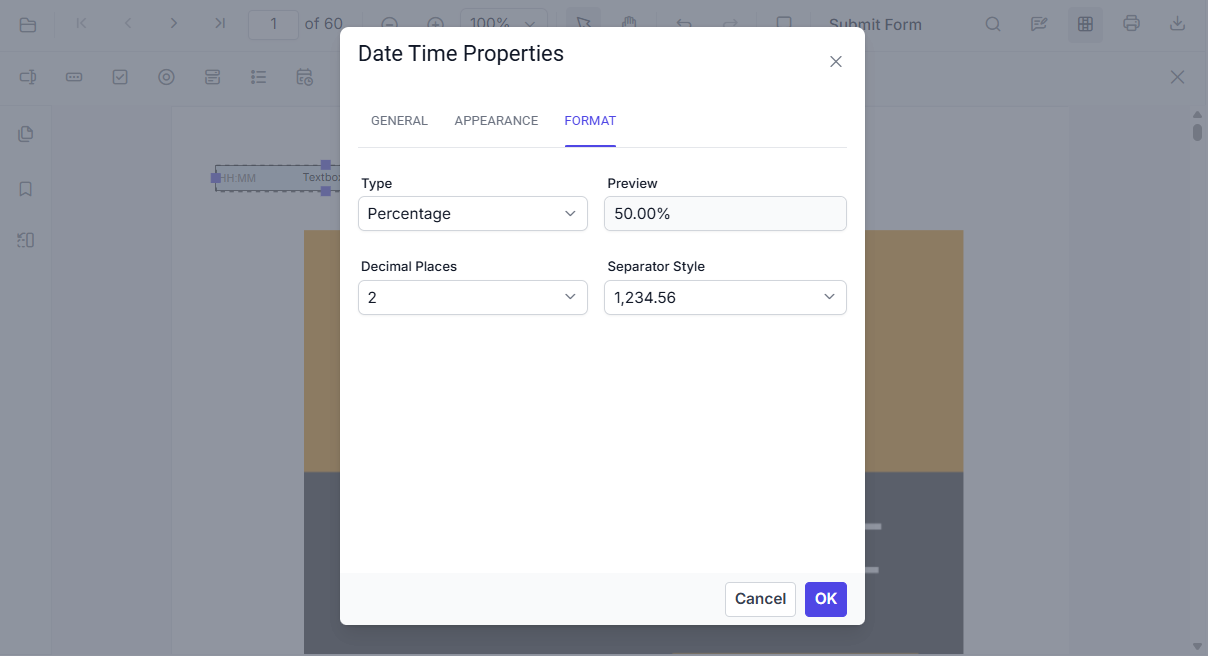 1 of 60 100% Submit Form
Date Time Properties
GENERAL APPEARANCE FORMAT
HH:MM
Type Preview
Percentage 50.00%
Decimal Places Separator Style
2 1,234.56
Cancel OK